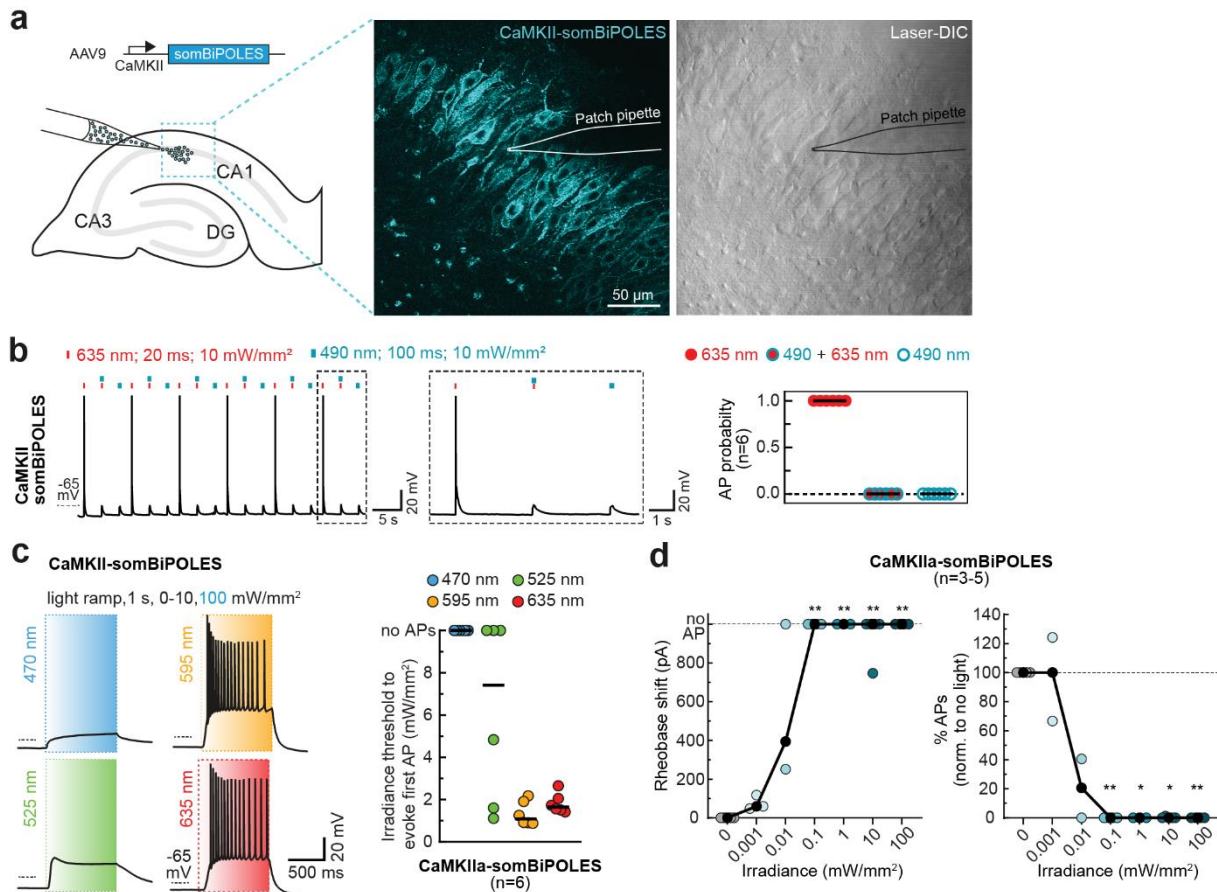 a
AAV9
CaMKII
somBiPOLES
CA1
CA3
DG
CaMKII-somBiPOLES
Patch pipette
50 µm
Laser-DIC
Patch pipette
b
635 nm; 20 ms; 10 mW/mm²
490 nm; 100 ms; 10 mW/mm²
CaMKII
somBiPOLES
-65
mV
5 s
20 mV
1 s
20 mV
635 nm
490 + 635 nm
490 nm
AP probability
(n=6)
1.0
0.5
0.0
c
CaMKII-somBiPOLES
light ramp,1 s, 0-10,100 mW/mm²
470 nm
595 nm
525 nm
635 nm
-65
mV
500 ms
20 mV
470 nm
525 nm
595 nm
635 nm
Irradiance threshold to
evoke first AP (mW/mm²)
no APs
8
6
4
2
0
CaMKIIa-somBiPOLES
(n=6)
d
CaMKIIa-somBiPOLES
(n=3-5)
Rheobase shift (pA)
no
AP
800
600
400
200
0
** ** ** **
0
0.001
0.01
0.1
1
10
100
Irradiance (mW/mm²)
% APs
(norm. to no light)
140
120
100
80
60
40
20
0
** * * **
0
0.001
0.01
0.1
1
10
100
Irradiance (mW/mm²)